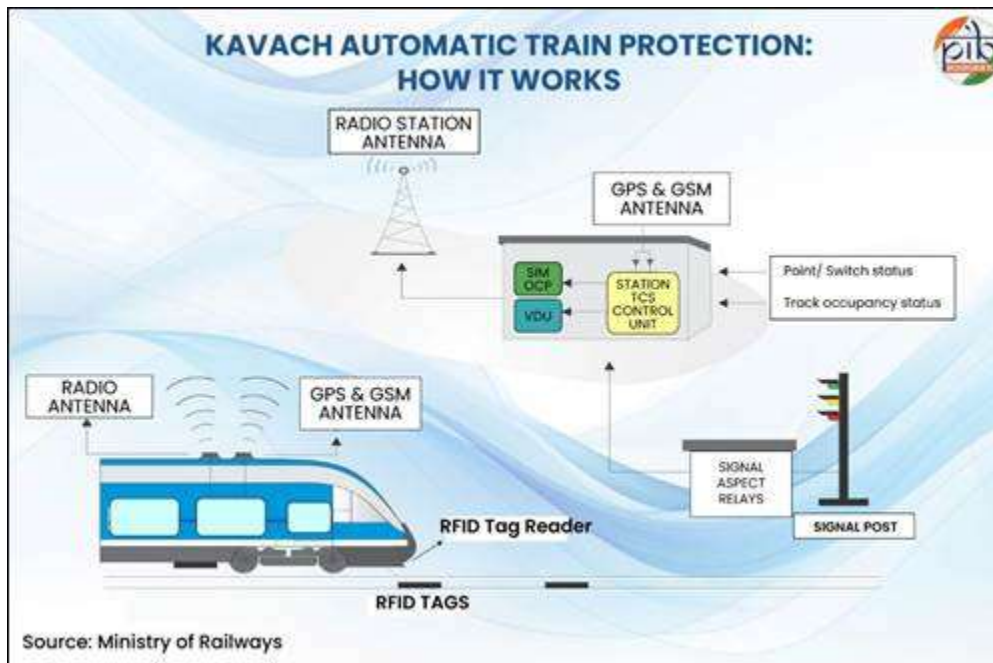 KAVACH AUTOMATIC TRAIN PROTECTION:
HOW IT WORKS
pib
RADIO STATION
ANTENNA
GPS & GSM
ANTENNA
SIM
OCP
VDU
STATION
TCS
CONTROL
UNIT
Point/ Switch status
Track occupancy status
RADIO
ANTENNA
GPS & GSM
ANTENNA
SIGNAL
ASPECT
RELAYS
SIGNAL POST
RFID Tag Reader
RFID TAGS
Source: Ministry of Railways